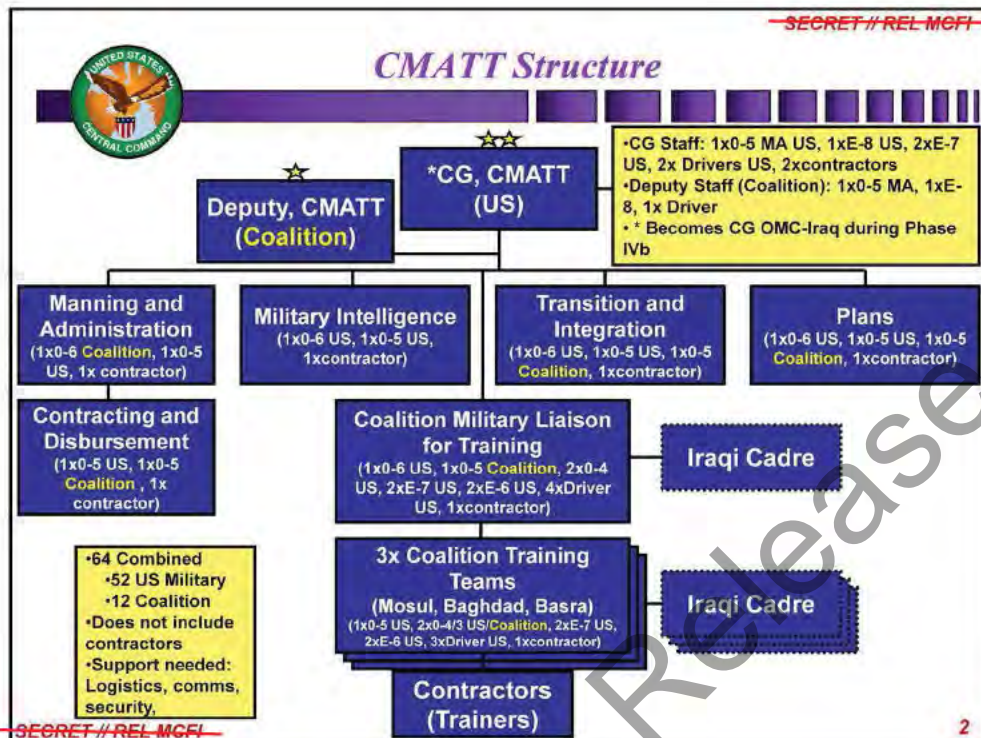 SECRET // REL MCFI
CMATT Structure
UNITED STATES
CENTRAL COMMAND
Deputy, CMATT
(Coalition)
*CG, CMATT
(US)
•CG Staff: 1x0-5 MA US, 1xE-8 US, 2xE-7
US, 2x Drivers US, 2xcontractors
•Deputy Staff (Coalition): 1x0-5 MA, 1xE-
8, 1x Driver
• * Becomes CG OMC-Iraq during Phase
IVb
Manning and
Administration
(1x0-6 Coalition, 1x0-5
US, 1x contractor)
Military Intelligence
(1x0-6 US, 1x0-5 US,
1xcontractor)
Transition and
Integration
(1x0-6 US, 1x0-5 US, 1x0-5
Coalition, 1xcontractor)
Plans
(1x0-6 US, 1x0-5 US, 1x0-5
Coalition, 1xcontractor)
Contracting and
Disbursement
(1x0-5 US, 1x0-5
Coalition , 1x
contractor)
Coalition Military Liaison
for Training
(1x0-6 US, 1x0-5 Coalition, 2x0-4
US, 2xE-7 US, 2xE-6 US, 4xDriver
US, 1xcontractor)
Iraqi Cadre
•64 Combined
•52 US Military
•12 Coalition
•Does not include
contractors
•Support needed:
Logistics, comms,
security,
3x Coalition Training
Teams
(Mosul, Baghdad, Basra)
(1x0-5 US, 2x0-4/3 US/Coalition, 2xE-7 US,
2xE-6 US, 3xDriver US, 1xcontractor)
Iraqi Cadre
Contractors
(Trainers)
Release
SECRET // REL MCFI
2